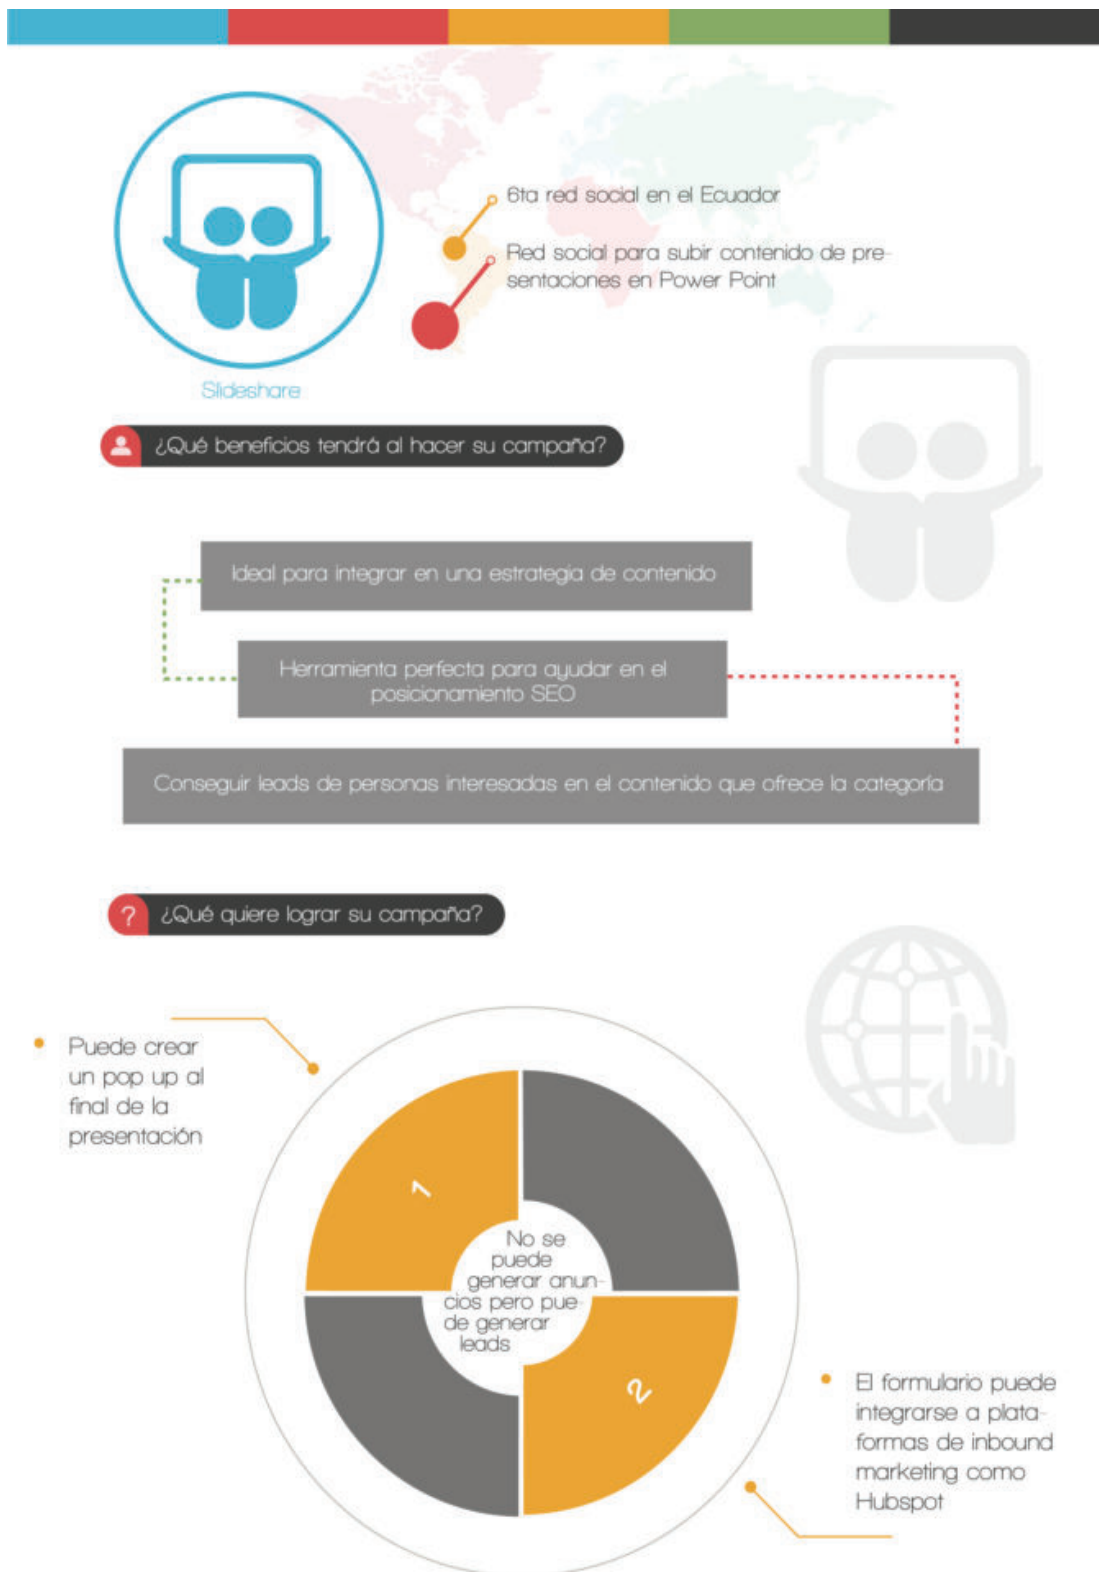 6ta red social en el Ecuador
Red social para subir contenido de pre-
sentaciones en Power Point
Slideshare
¿Qué beneficios tendrá al hacer su campaña?
Ideal para integrar en una estrategia de contenido
Herramienta perfecta para ayudar en el
posicionamiento SEO
Conseguir leads de personas interesadas en el contenido que ofrece la categoría
? ¿Qué quiere lograr su campaña?
Puede crear
un pop up al
final de la
presentación
1
No se
puede
generar anun-
cios pero pue-
de generar
leads
2
El formulario puede
integrarse a plata-
formas de inbound
marketing como
Hubspot